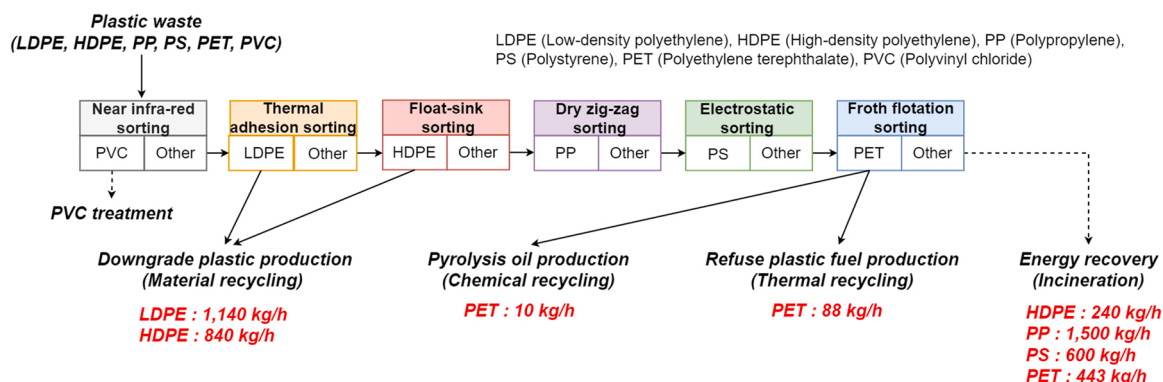 Plastic waste
(LDPE, HDPE, PP, PS, PET, PVC)
LDPE (Low-density polyethylene), HDPE (High-density polyethylene), PP (Polypropylene),
PS (Polystyrene), PET (Polyethylene terephthalate), PVC (Polyvinyl chloride)
Near infra-red
sorting
PVC
Other
Thermal
adhesion sorting
LDPE
Other
Float-sink
sorting
HDPE
Other
Dry zig-zag
sorting
PP
Other
Electrostatic
sorting
PS
Other
Froth flotation
sorting
PET
Other
PVC treatment
Downgrade plastic production
(Material recycling)
LDPE : 1,140 kg/h
HDPE : 840 kg/h
Pyrolysis oil production
(Chemical recycling)
PET : 10 kg/h
Refuse plastic fuel production
(Thermal recycling)
PET : 88 kg/h
Energy recovery
(Incineration)
HDPE : 240 kg/h
PP : 1,500 kg/h
PS : 600 kg/h
PET : 443 kg/h